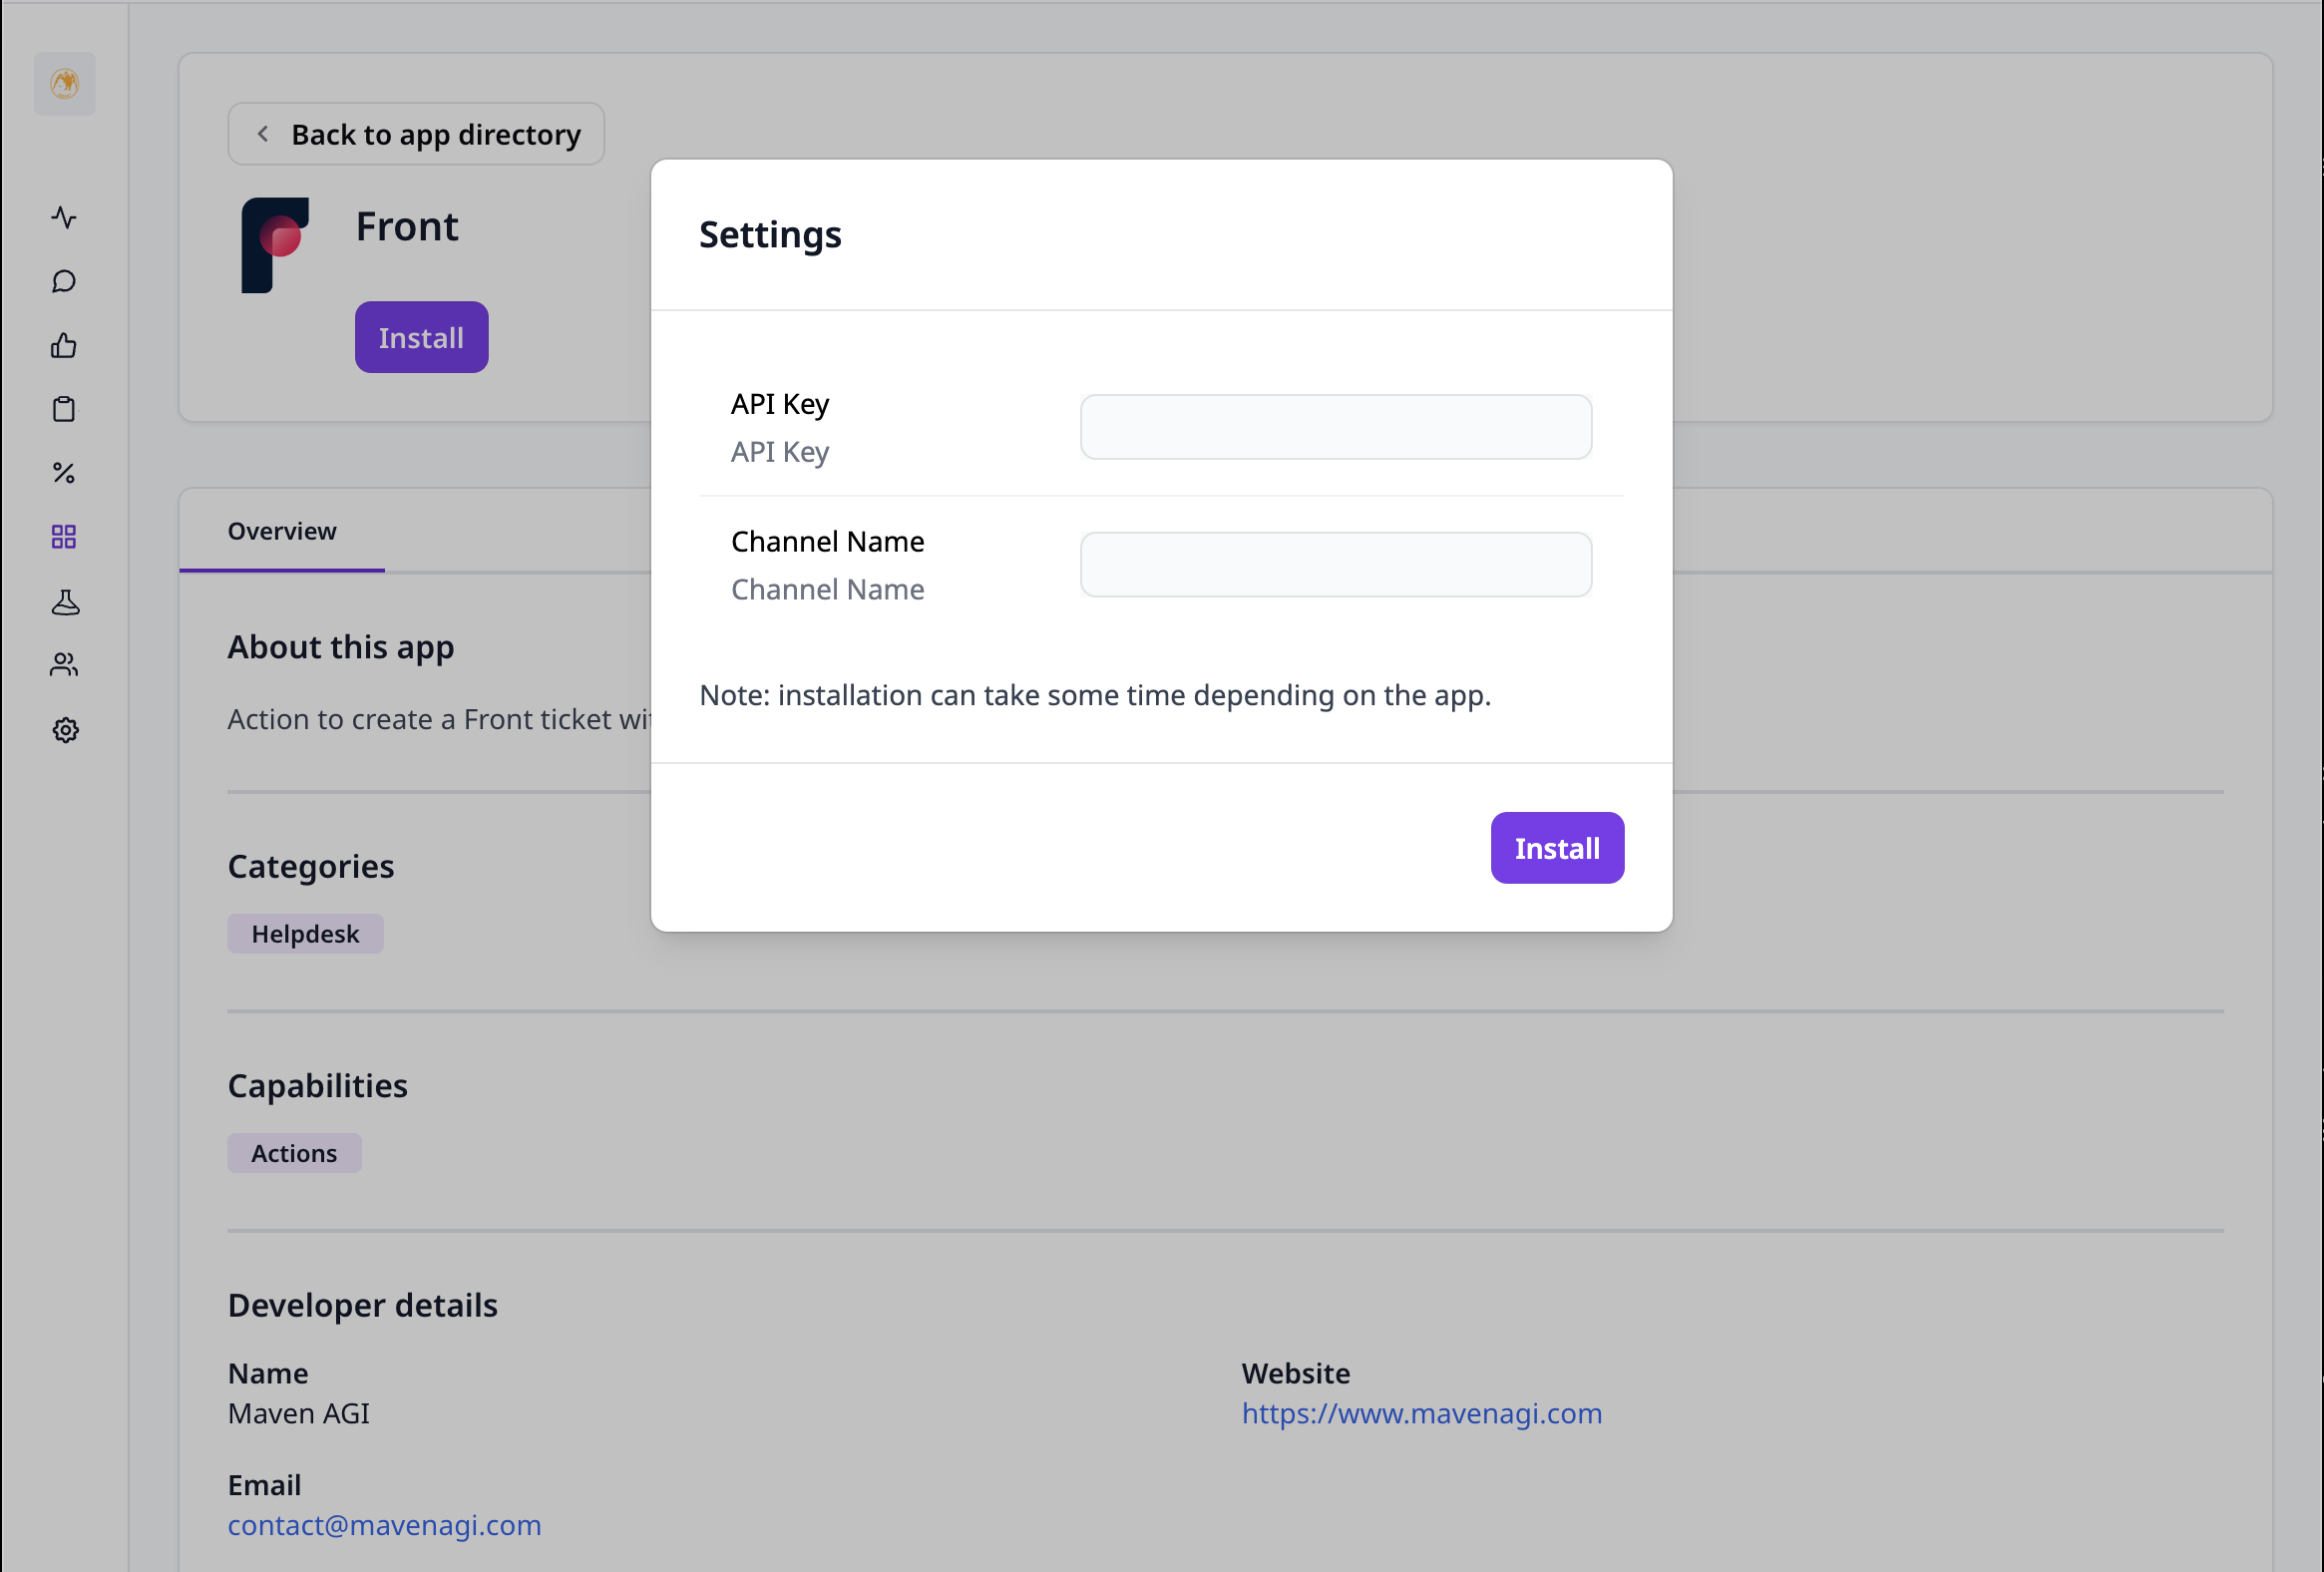 Back to app directory
Front
Install
Settings
API Key
API Key
Channel Name
Channel Name
Note: installation can take some time depending on the app.
Install
Overview
About this app
Action to create a Front ticket
Categories
Helpdesk
Capabilities
Actions
Developer details
Name
Maven AGI
Website
https://www.mavenagi.com
Email
contact@mavenagi.com